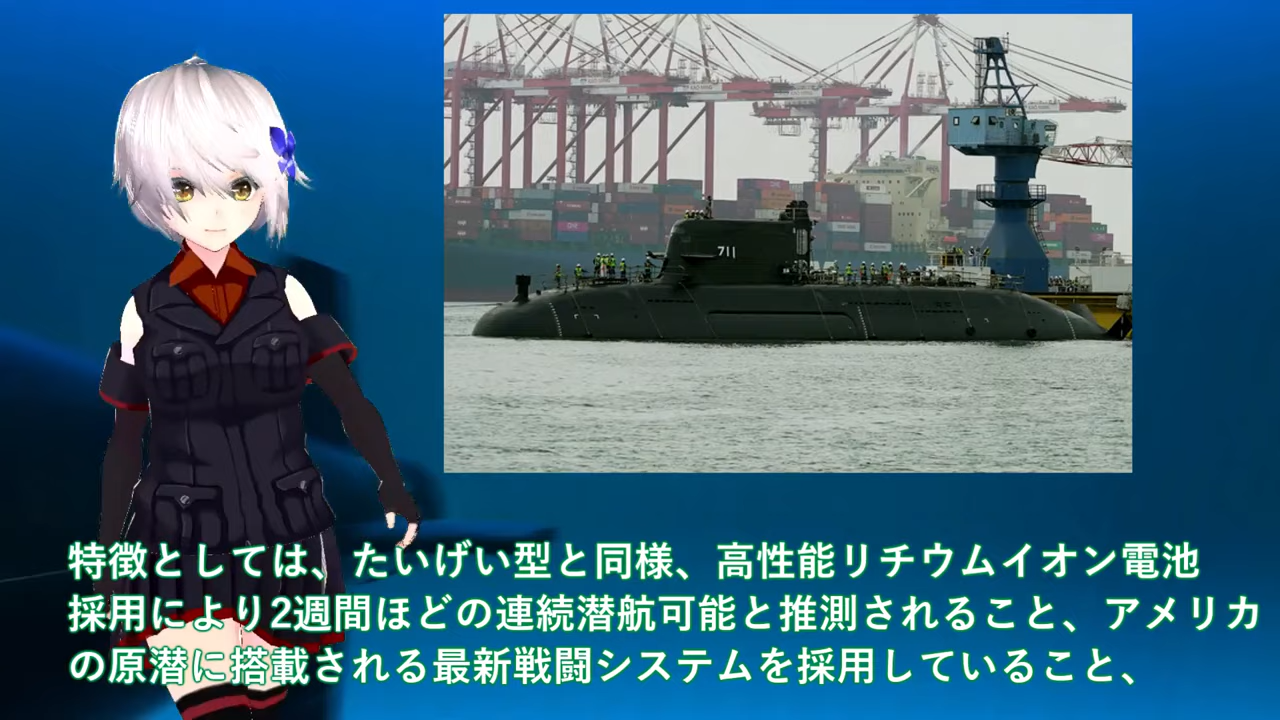 711
特徴としては、たいげい型と同様、高性能リチウムイオン電池
採用により2週間ほどの連続潜航可能と推測されること、アメリカ
の原潜に搭載される最新戦闘システムを採用していること、